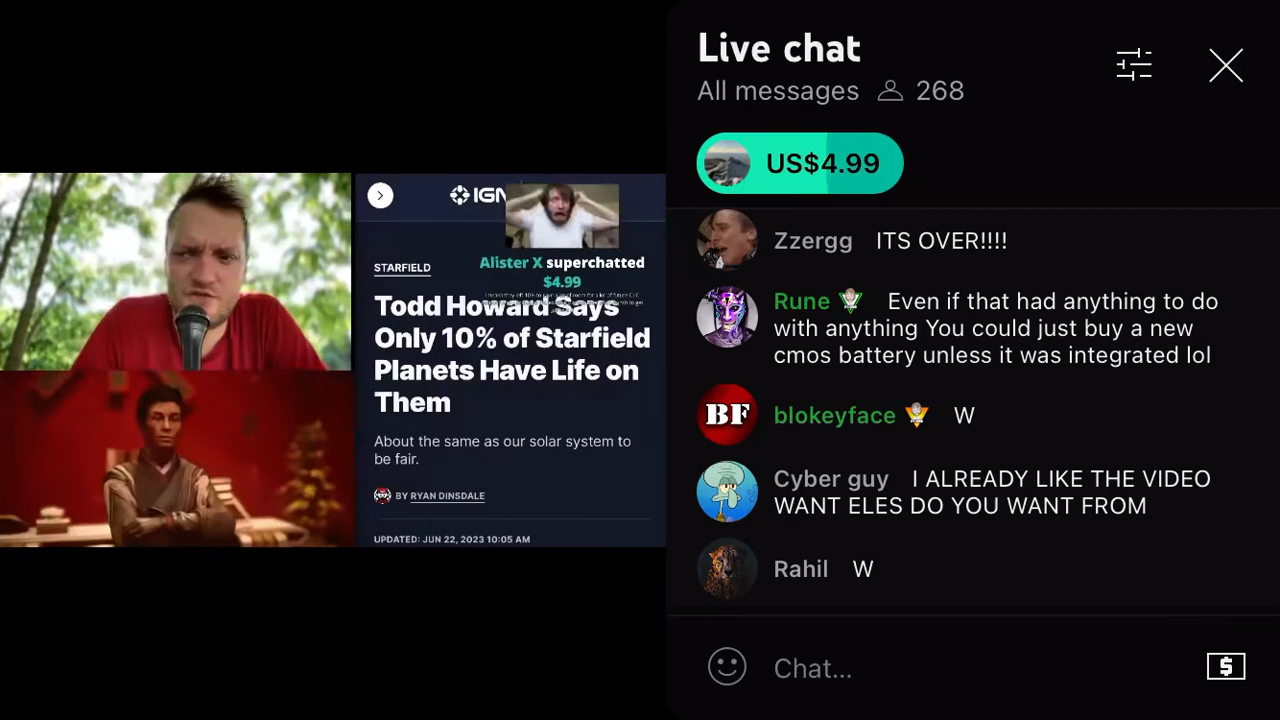 IGN
Alister X superchatted
$4.99
STARFIELD
Todd Howard Says
Only 10% of Starfield
Planets Have Life on
Them
About the same as our solar system to
be fair.
BY RYAN DINSDALE
UPDATED: JUN 22, 2023 10:05 AM
Live chat
All messages 268
US$4.99
Zzergg ITS OVER!!!!
Rune Even if that had anything to do
with anything You could just buy a new
cmos battery unless it was integrated lol
BF
blokeyface W
Cyber guy I ALREADY LIKE THE VIDEO
WANT ELES DO YOU WANT FROM
Rahil W
Chat...
$